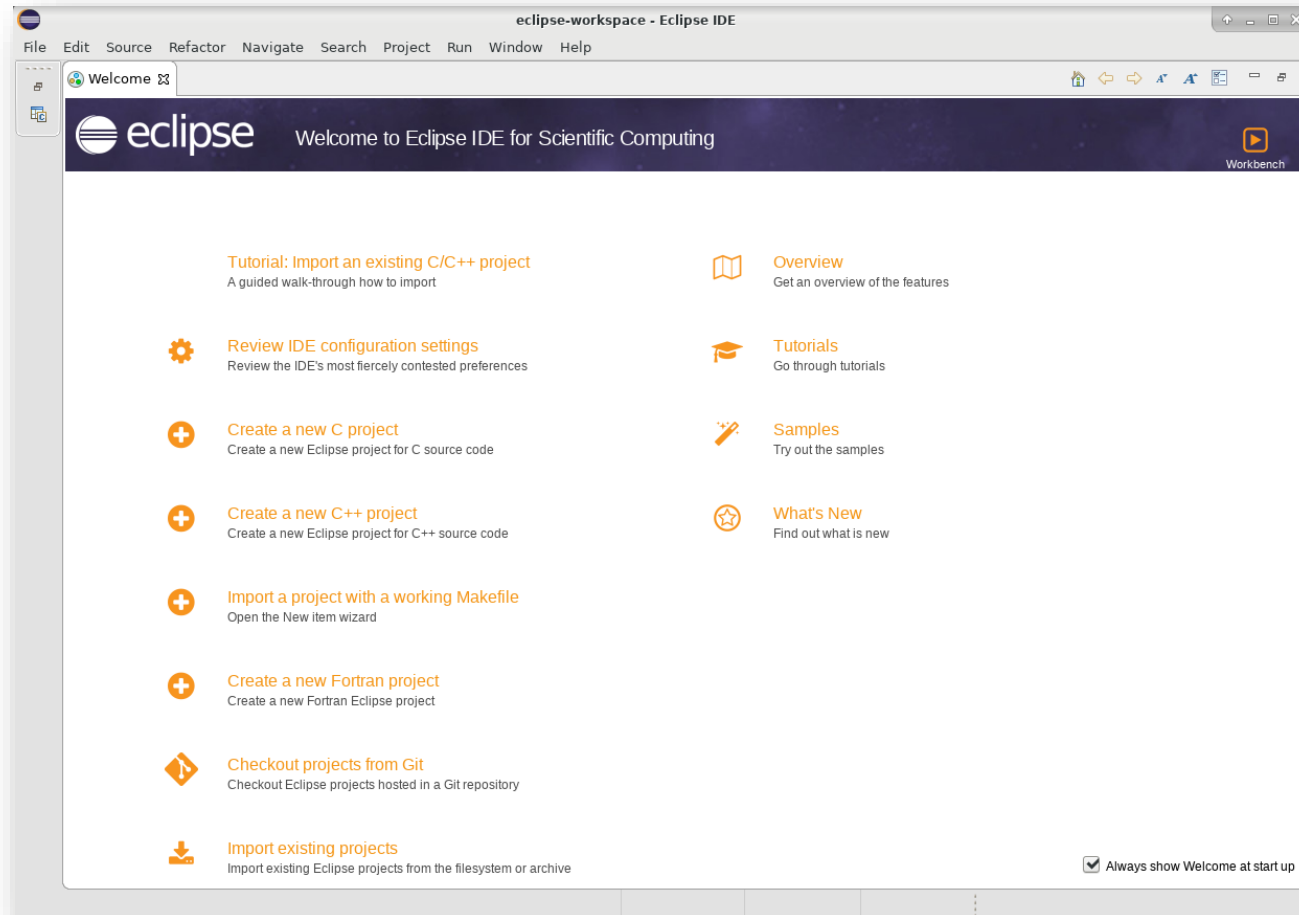 eclipse-workspace - Eclipse IDE
File Edit Source Refactor Navigate Search Project Run Window Help
Welcome
eclipse Welcome to Eclipse IDE for Scientific Computing
Workbench
Tutorial: Import an existing C/C++ project
A guided walk-through how to import
Review IDE configuration settings
Review the IDE's most fiercely contested preferences
Create a new C project
Create a new Eclipse project for C source code
Create a new C++ project
Create a new Eclipse project for C++ source code
Import a project with a working Makefile
Open the New item wizard
Create a new Fortran project
Create a new Fortran Eclipse project
Checkout projects from Git
Checkout Eclipse projects hosted in a Git repository
Import existing projects
Import existing Eclipse projects from the filesystem or archive
Overview
Get an overview of the features
Tutorials
Go through tutorials
Samples
Try out the samples
What's New
Find out what is new
Always show Welcome at start up